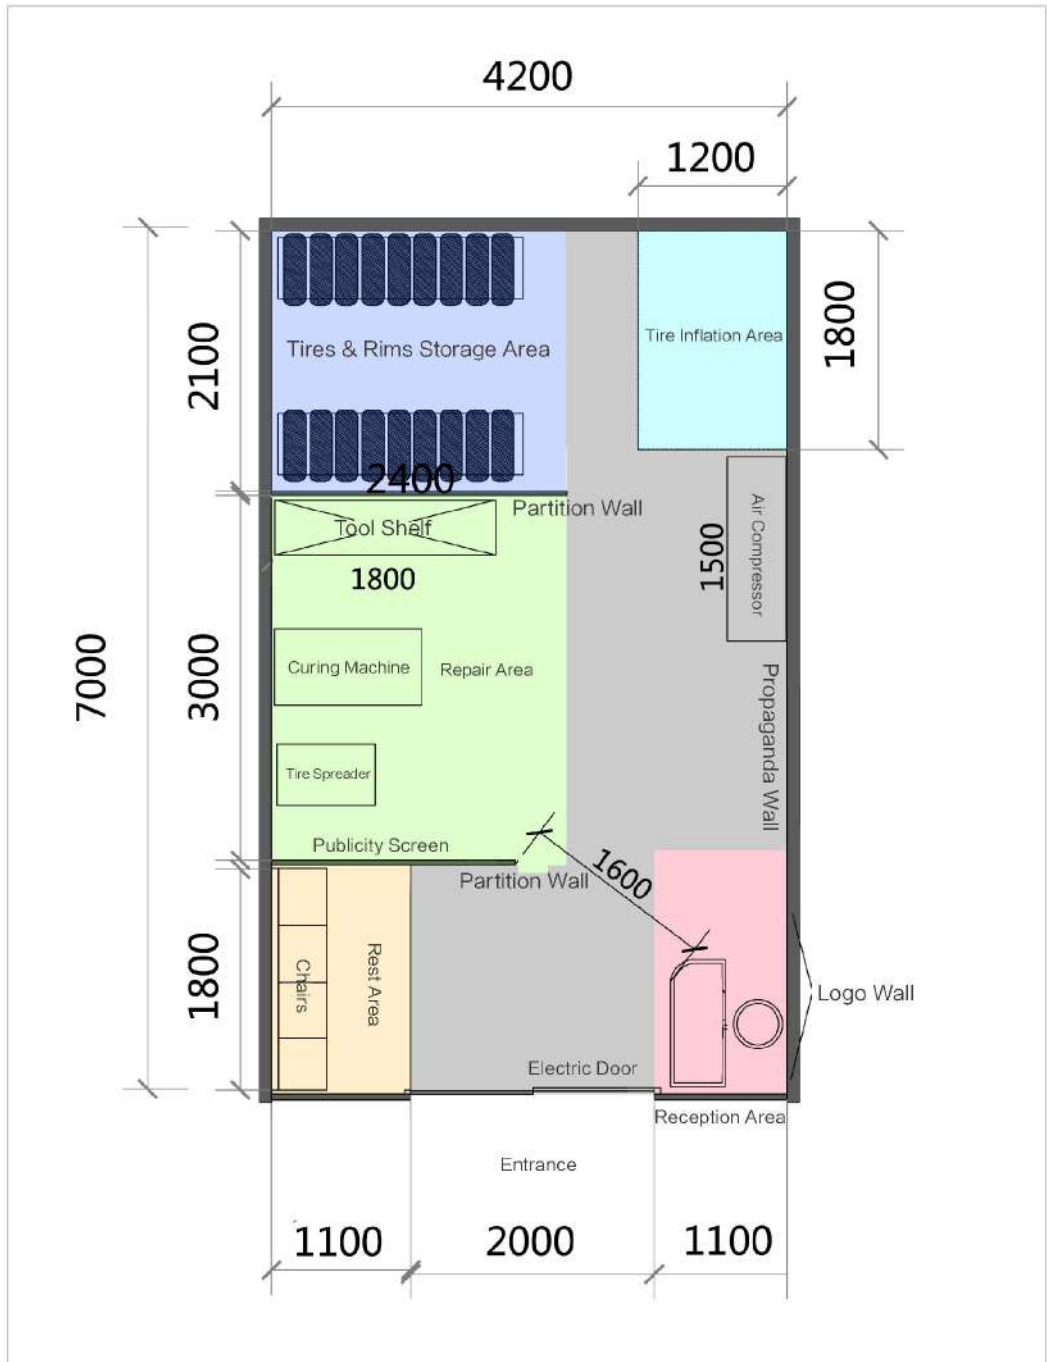 4200
1200
1800
2100
Tire Inflation Area
Tires & Rims Storage Area
2400
Partition Wall
Tool Shelf
1800
1500
Air Compressor
7000
3000
Curing Machine
Repair Area
Propaganda Wall
Tire Spreader
Publicity Screen
Partition Wall
1600
1800
Chairs
Rest Area
Logo Wall
Electric Door
Reception Area
Entrance
1100
2000
1100